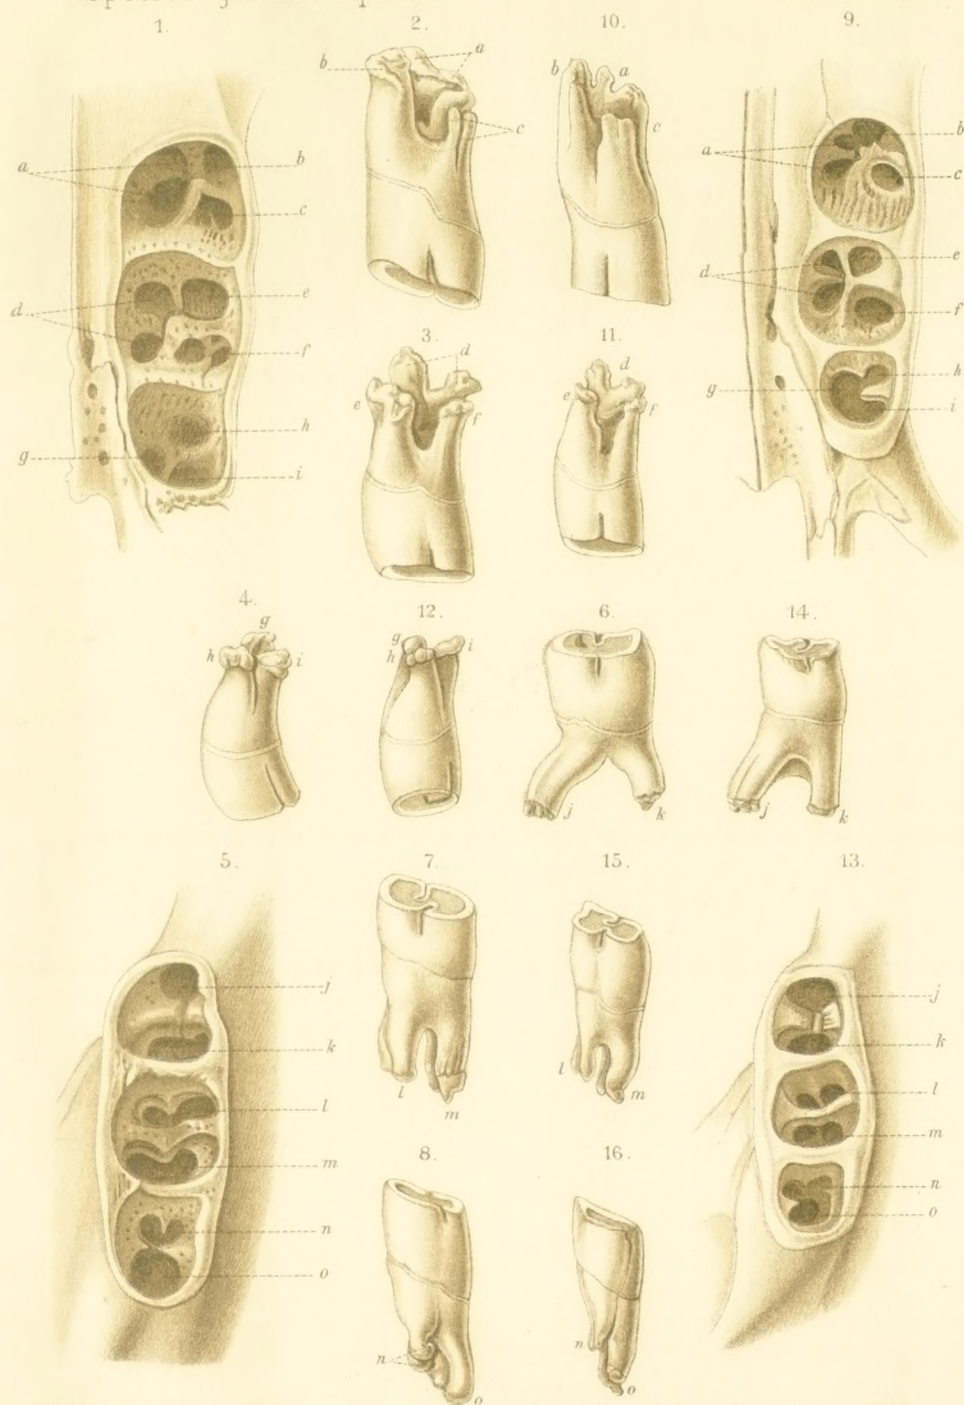 1. 2. 10. 9.
a b c d e f g h i
b a c
b a c
a b c d e f g h i
3. 11.
d e f
d e f
4. 12. 6. 14.
g h i
g h i
j k
j k
5. 7. 15. 13.
j k l m n o
l m
l m
j k l m n o
8. 16.
n o
n o